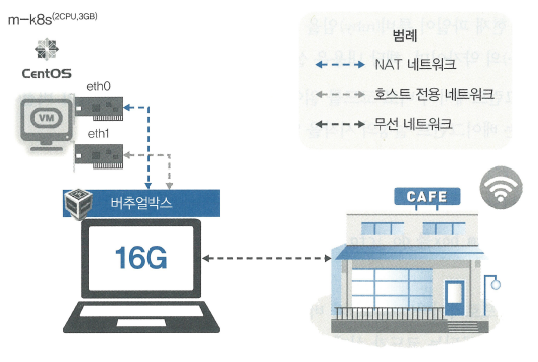 m-k8s(2CPU,3GB)
CentOS
eth0
VM
eth1
버추얼박스
16G
범례
NAT 네트워크
호스트 전용 네트워크
무선 네트워크
CAFE